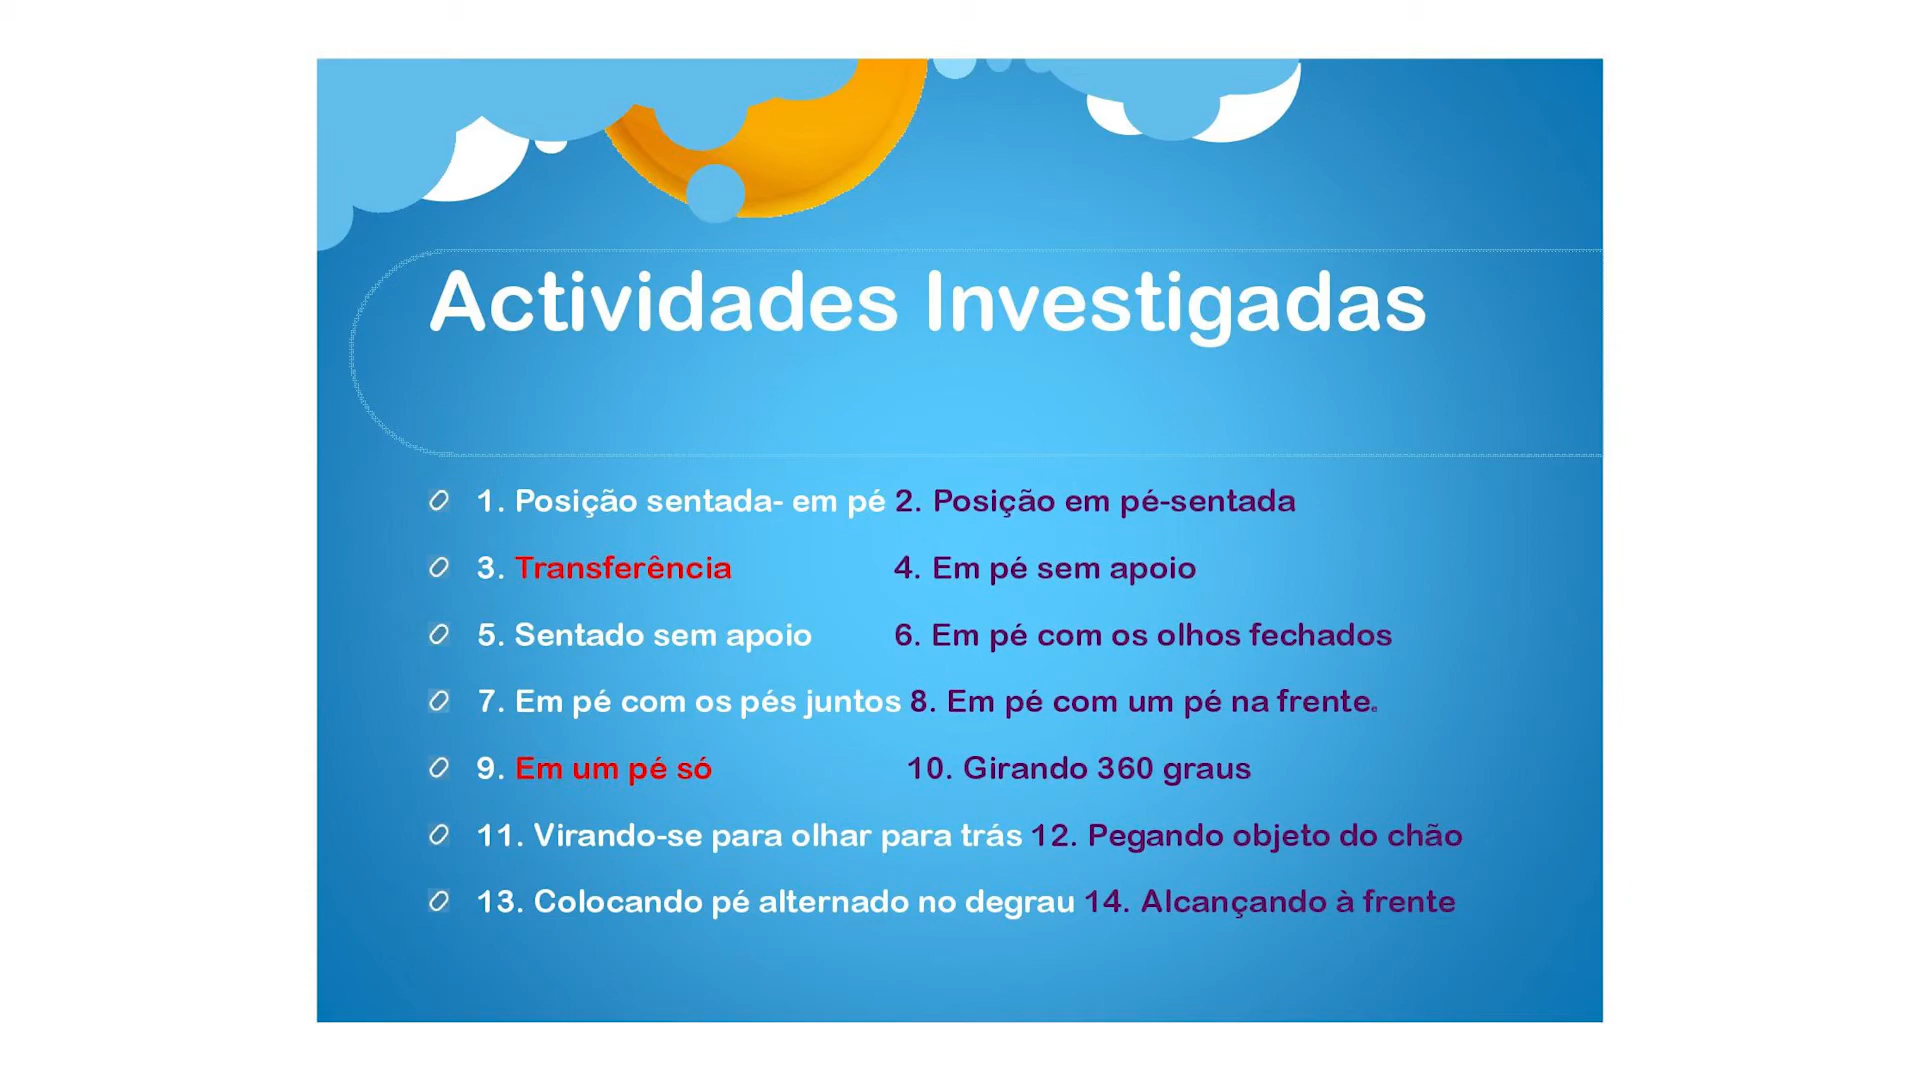 Actividades Investigadas
1. Posição sentada- em pé 2. Posição em pé-sentada
3. Transferência 4. Em pé sem apoio
5. Sentado sem apoio 6. Em pé com os olhos fechados
7. Em pé com os pés juntos 8. Em pé com um pé na frente.e
9. Em um pé só 10. Girando 360 graus
11. Virando-se para olhar para trás 12. Pegando objeto do chão
13. Colocando pé alternado no degrau 14. Alcançando à frente